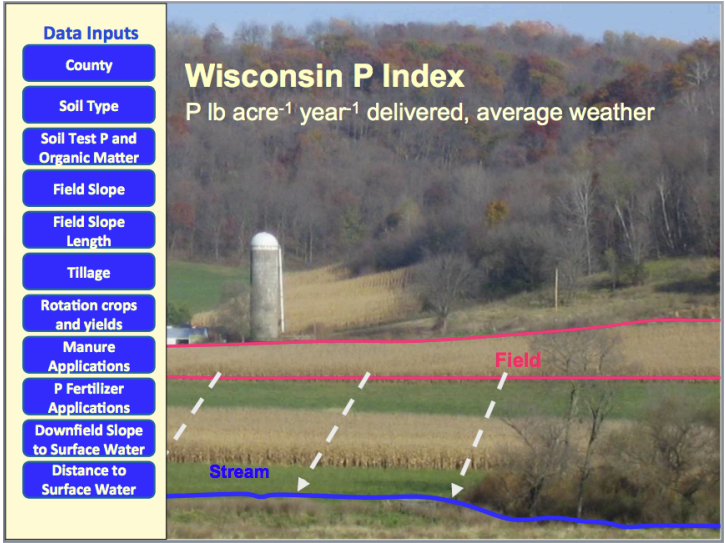 Data Inputs
County
Soil Type
Soil Test P and
Organic Matter
Field Slope
Field Slope
Length
Tillage
Rotation crops
and yields
Manure
Applications
P Fertilizer
Applications
Downfield Slope
to Surface Water
Distance to
Surface Water
Wisconsin P Index
P lb acre⁻¹ year⁻¹ delivered, average weather
Field
Stream